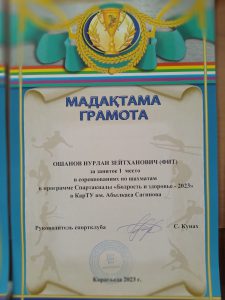 МАДАҚТАМА
ГРАМОТА
ОШАНОВ НУРЛАН ЗЕЙТХАНОВИЧ (ФИТ)
за занятое 1 место
в соревнованиях по шахматам
в программе Спартакиады «Бодрость и здоровье - 2023»
в КарТУ им. Абылкаса Сагинова
Руководитель спортклуба С. Кунах
Караганда 2023 г.